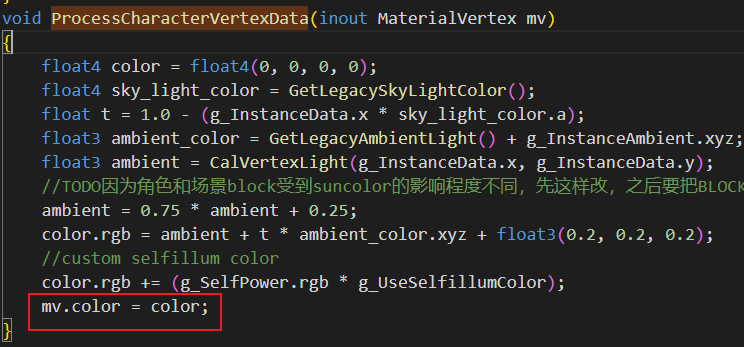 void ProcessCharacterVertexData(inout MaterialVertex mv)
{
float4 color = float4(0, 0, 0, 0);
float4 sky_light_color = GetLegacySkyLightColor();
float t = 1.0 - (g_InstanceData.x * sky_light_color.a);
float3 ambient_color = GetLegacyAmbientLight() + g_InstanceAmbient.xyz;
float3 ambient = CalVertexLight(g_InstanceData.x, g_InstanceData.y);
//TODO因为角色和场景block受到suncolor的影响程度不同，先这样改，之后要把BLOCK
ambient = 0.75 * ambient + 0.25;
color.rgb = ambient + t * ambient_color.xyz + float3(0.2, 0.2, 0.2);
//custom selfillum color
color.rgb += (g_SelfPower.rgb * g_UseSelfillumColor);
mv.color = color;
}